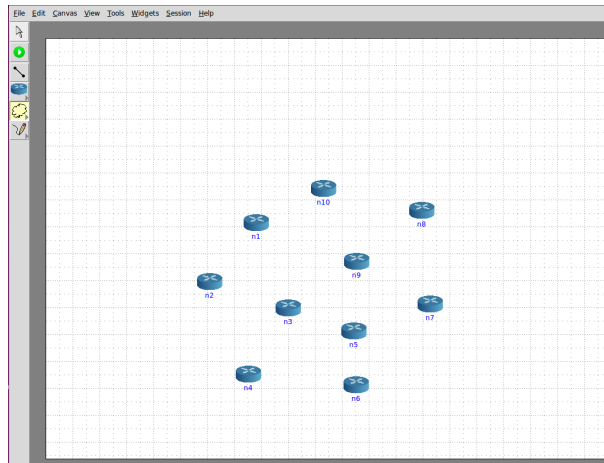 File Edit Canvas View Tools Widgets Session Help
n10
n8
n1
n9
n2
n7
n3
n5
n4
n6